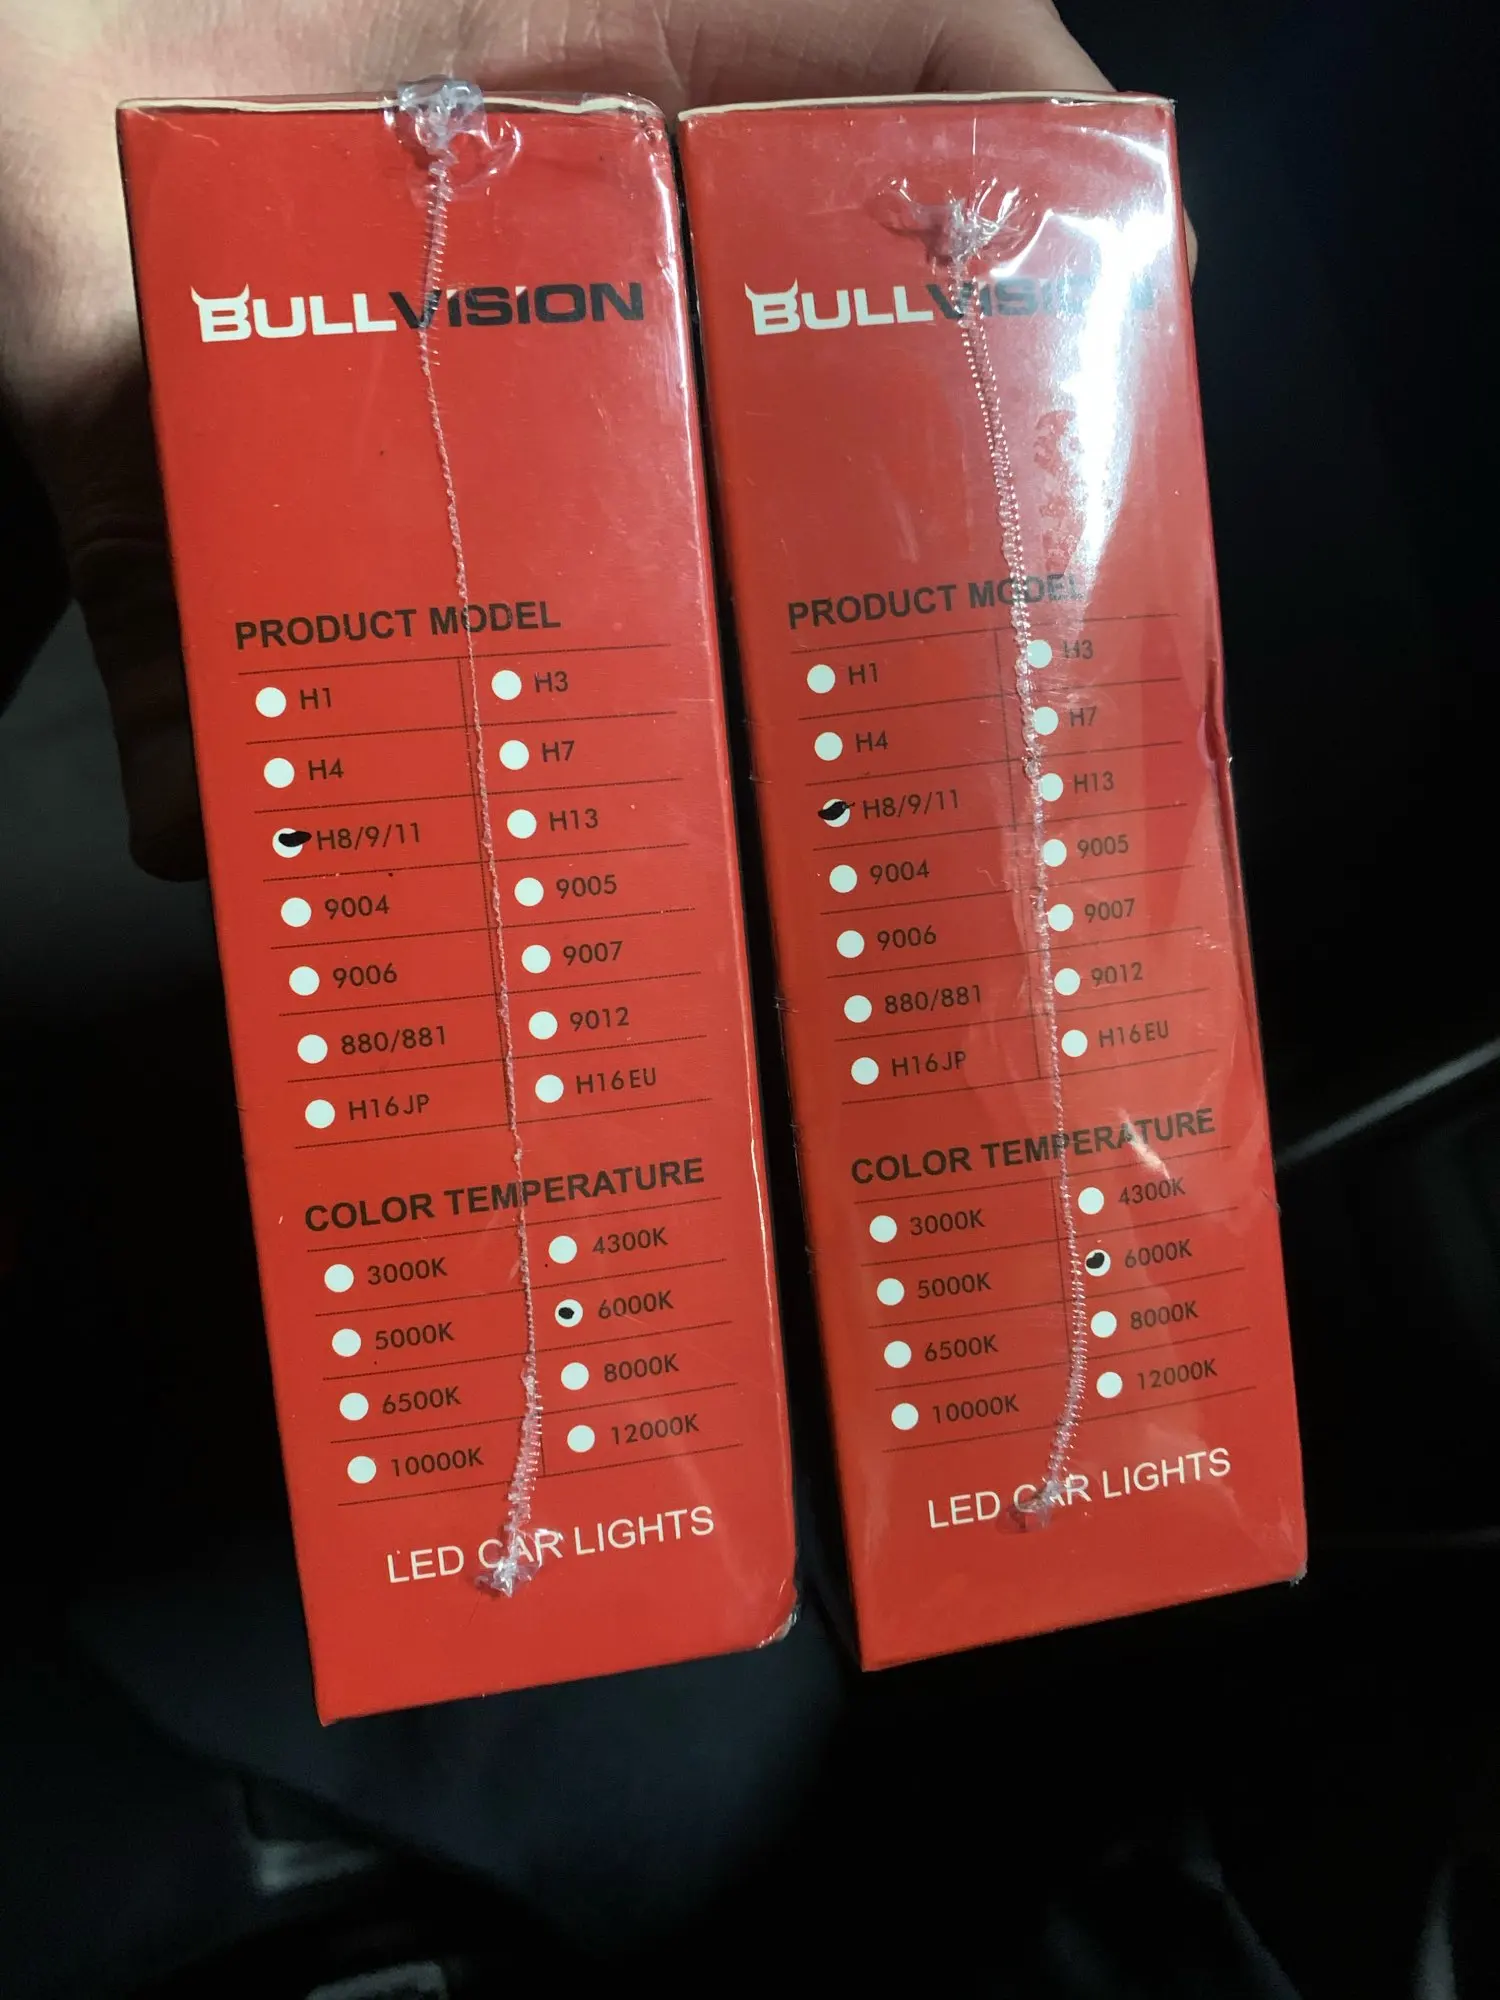 BULLVISION
PRODUCT MODEL
H1 H3
H4 H7
H8/9/11 H13
9004 9005
9006 9007
880/881 9012
H16JP H16EU
COLOR TEMPERATURE
3000K 4300K
5000K 6000K
6500K 8000K
10000K 12000K
LED CAR LIGHTS
BULLVISION
PRODUCT MODEL
H1 H3
H4 H7
H8/9/11 H13
9004 9005
9006 9007
880/881 9012
H16JP H16EU
COLOR TEMPERATURE
3000K 4300K
5000K 6000K
6500K 8000K
10000K 12000K
LED CAR LIGHTS